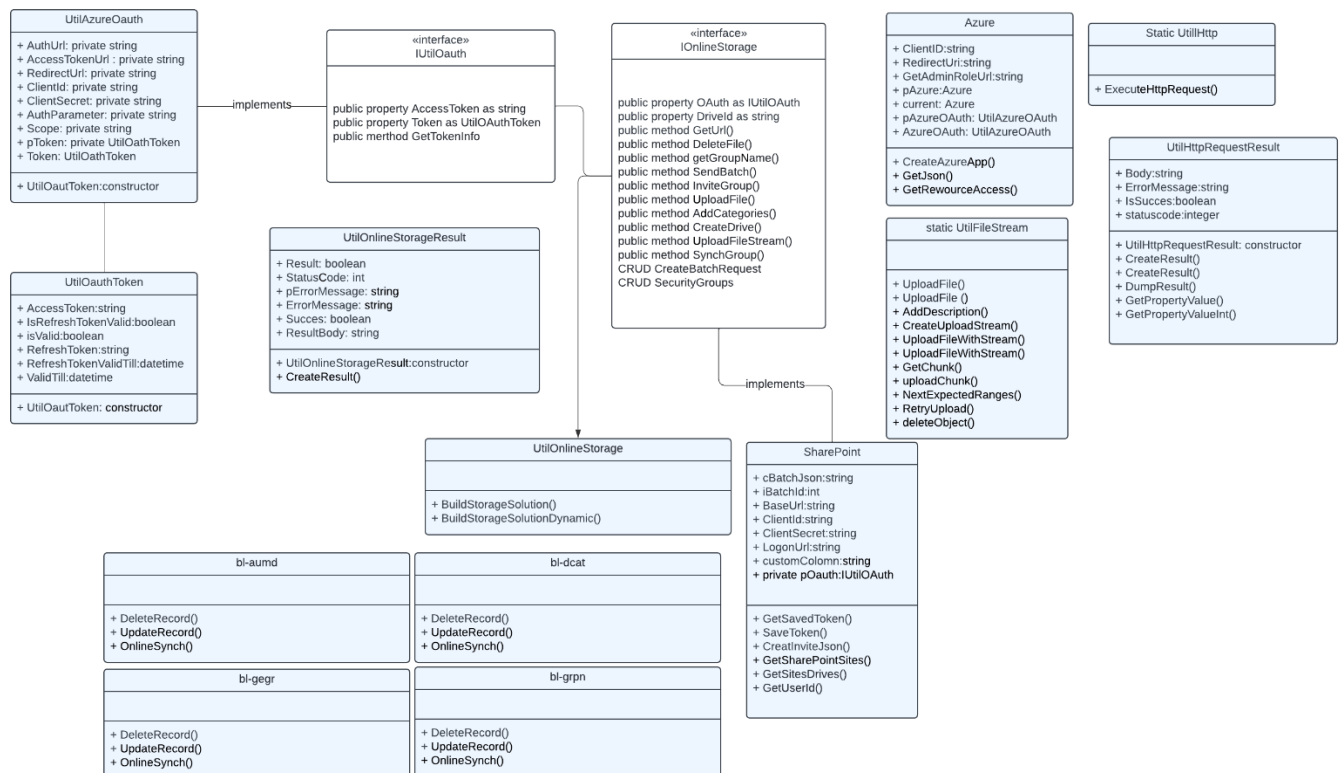 UtilAzureOauth
+ AuthUrl: private string
+ AccessTokenUrl : private string
+ RedirectUrl: private string
+ ClientId: private string
+ ClientSecret: private string
+ AuthParameter: private string
+ Scope: private string
+ pToken: private UtilOathToken
+ Token: UtilOathToken
+ UtilOautToken:constructor
implements
«interface»
IUtilOauth
public property AccessToken as string
public property Token as UtilOAuthToken
public merthod GetTokenInfo
«interface»
IOnlineStorage
public property OAuth as IUtilOAuth
public property DriveId as string
public method GetUrl()
public method DeleteFile()
public method getGroupName()
public method SendBatch()
public method InviteGroup()
public method UploadFile()
public method AddCategories()
public method CreateDrive()
public method UploadFileStream()
public method SynchGroup()
CRUD CreateBatchRequest
CRUD SecurityGroups
Azure
+ ClientID:string
+ RedirectUri:string
+ GetAdminRoleUrl:string
+ pAzure:Azure
+ current: Azure
+ pAzureOAuth: UtilAzureOAuth
+ AzureOAuth: UtilAzureOAuth
+ CreateAzureApp()
+ GetJson()
+ GetRewourceAccess()
Static UtillHttp
+ ExecuteHttpRequest()
UtilHttpRequestResult
+ Body:string
+ ErrorMessage:string
+ IsSucces:boolean
+ statuscode:integer
+ UtilHttpRequestResult: constructor
+ CreateResult()
+ CreateResult()
+ DumpResult()
+ GetPropertyValue()
+ GetPropertyValueInt()
static UtilFileStream
+ UploadFile()
+ UploadFile ()
+ AddDescription()
+ CreateUploadStream()
+ UploadFileWithStream()
+ UploadFileWithStream()
+ GetChunk()
+ uploadChunk()
+ NextExpectedRanges()
+ RetryUpload()
+ deleteObject()
UtilOnlineStorageResult
+ Result: boolean
+ StatusCode: int
+ pErrorMessage: string
+ ErrorMessage: string
+ Succes: boolean
+ ResultBody: string
+ UtilOnlineStorageResult:constructor
+ CreateResult()
UtilOauthToken
+ AccessToken:string
+ IsRefreshTokenValid:boolean
+ isValid:boolean
+ RefreshToken:string
+ RefreshTokenValidTill:datetime
+ ValidTill:datetime
+ UtilOautToken: constructor
implements
UtilOnlineStorage
+ BuildStorageSolution()
+ BuildStorageSolutionDynamic()
SharePoint
+ cBatchJson:string
+ iBatchId:int
+ BaseUrl:string
+ ClientId:string
+ ClientSecret:string
+ LogonUrl:string
+ customColomn:string
+ private pOauth:IUtilOAuth
+ GetSavedToken()
+ SaveToken()
+ CreatInviteJson()
+ GetSharePointSites()
+ GetSitesDrives()
+ GetUserId()
bl-aumd
+ DeleteRecord()
+ UpdateRecord()
+ OnlineSynch()
bl-dcat
+ DeleteRecord()
+ UpdateRecord()
+ OnlineSynch()
bl-gegr
+ DeleteRecord()
+ UpdateRecord()
+ OnlineSynch()
bl-grpn
+ DeleteRecord()
+ UpdateRecord()
+ OnlineSynch()